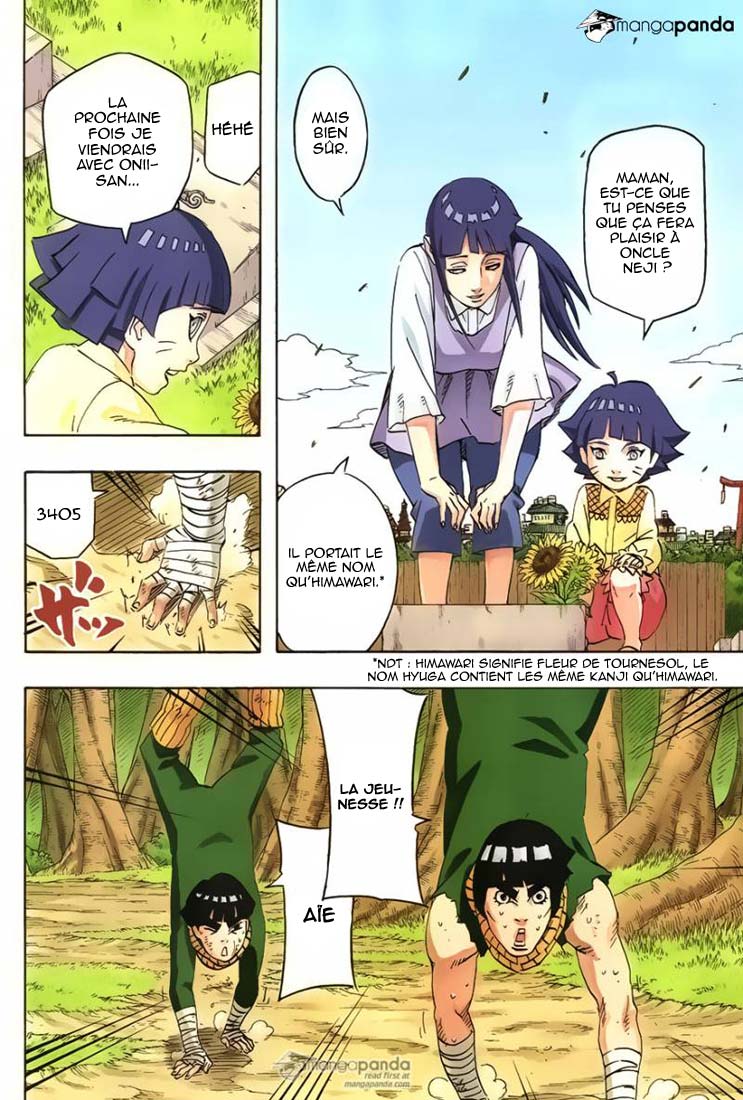 mangapanda
MAMAN,
EST-CE QUE
TU PENSES
QUE ÇA FERA
PLAISIR À
ONCLE
NEJI ?
MAIS
BIEN
SÛR.
IL PORTAIT LE
MÊME NOM
QU'HIMAWARI.*
*NDT : HIMAWARI SIGNIFIE FLEUR DE TOURNESOL, LE
NOM HYUGA CONTIENT LES MÊME KANJI QU'HIMAWARI.
HÉHÉ
LA
PROCHAINE
FOIS JE
VIENDRAIS
AVEC ONII-
SAN...
3405
ザッ
LA JEU-
NESSE !!
AÏE
mangapanda
read first at
mangapanda.com